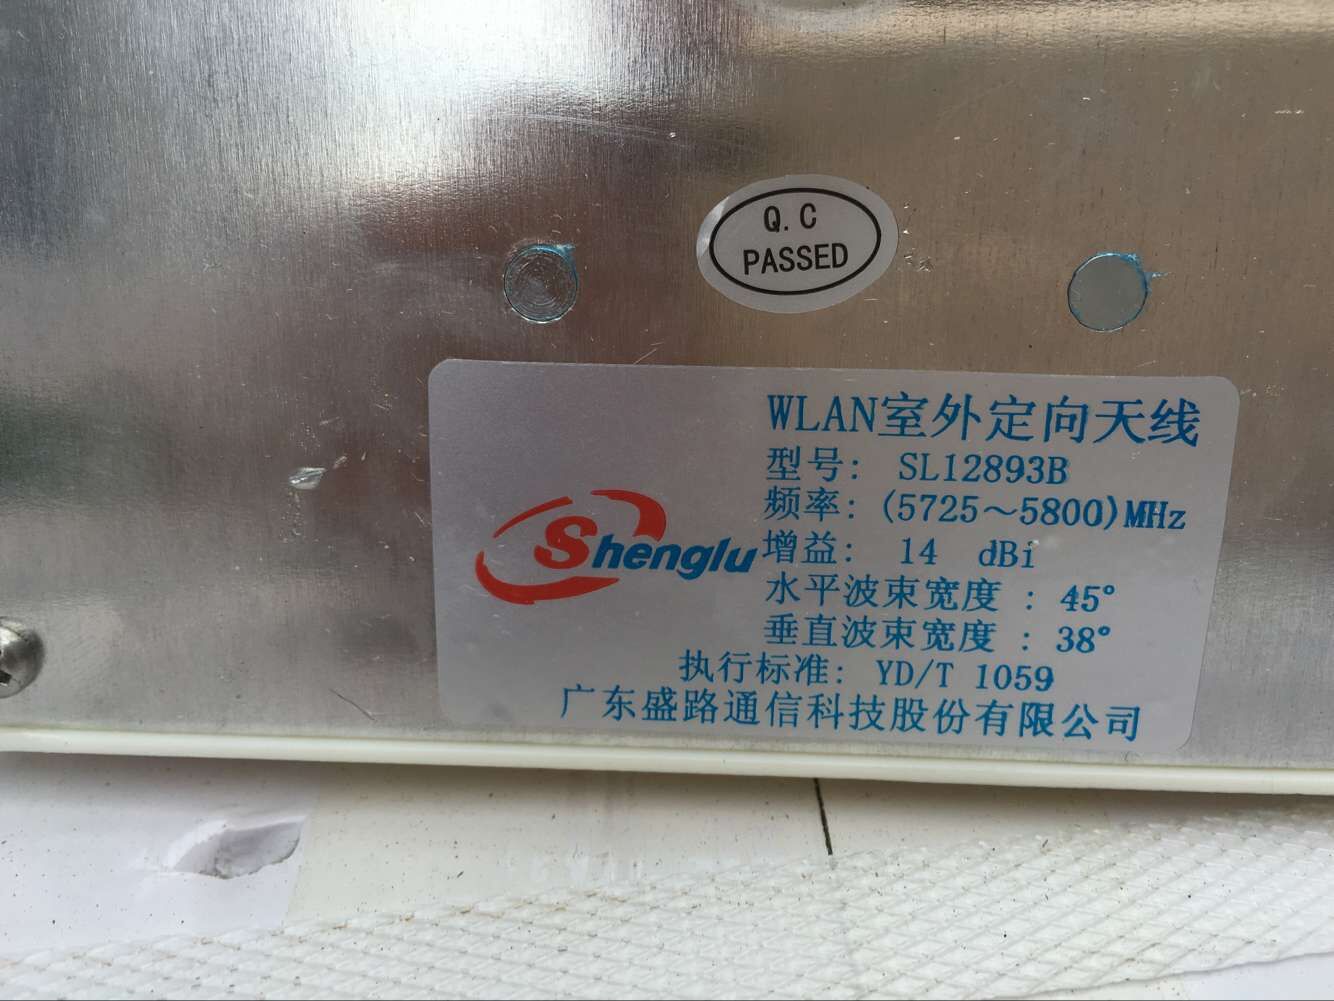 Q.C
PASSED
WLAN室外定向天线
型号: SL12893B
频率: (5725～5800)MHz
Shenglu
增益: 14 dBi
水平波束宽度 : 45°
垂直波束宽度 : 38°
执行标准: YD/T 1059
广东盛路通信科技股份有限公司